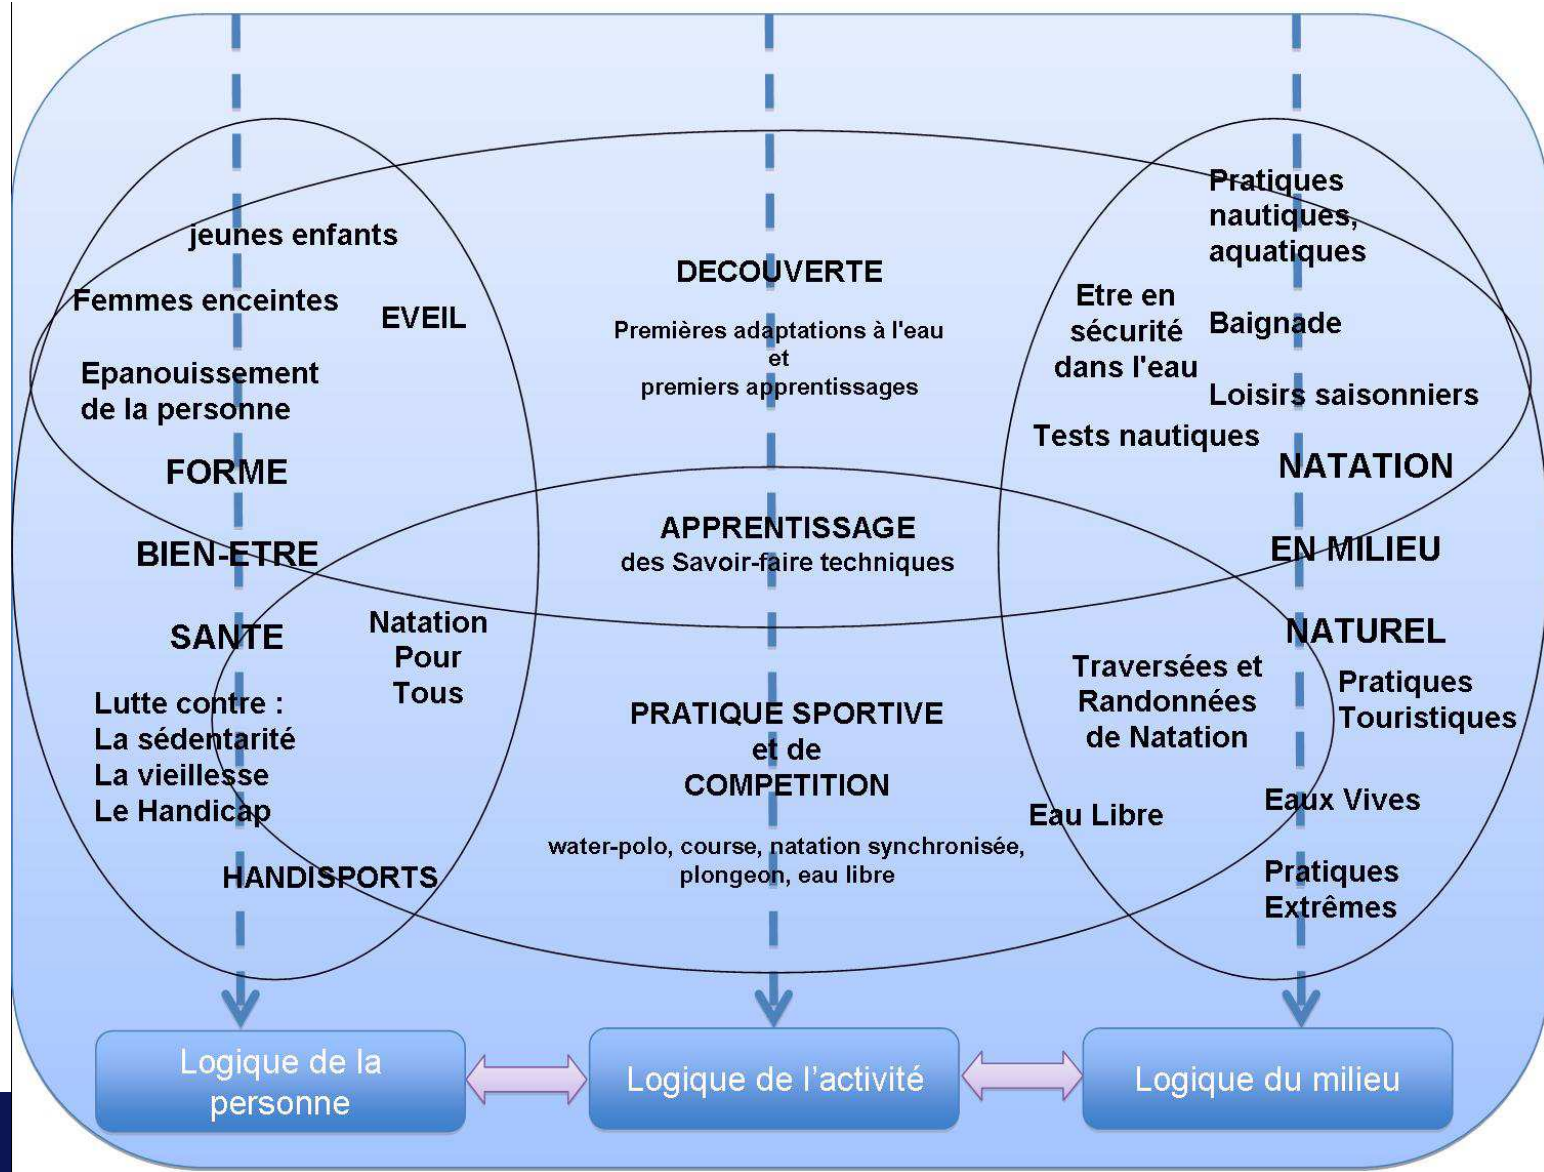 jeunes enfants
Femmes enceintes
EVEIL
Epanouissement
de la personne
FORME
BIEN-ETRE
SANTE
Natation
Pour
Tous
Lutte contre :
La sédentarité
La vieillesse
Le Handicap
HANDISPORTS
DECOUVERTE
Premières adaptations à l'eau
et
premiers apprentissages
APPRENTISSAGE
des Savoir-faire techniques
PRATIQUE SPORTIVE
et de
COMPETITION
water-polo, course, natation synchronisée,
plongeon, eau libre
Pratiques
nautiques,
aquatiques
Etre en
sécurité
dans l'eau
Baignade
Loisirs saisonniers
Tests nautiques
NATATION
EN MILIEU
NATUREL
Traversées et
Randonnées
de Natation
Pratiques
Touristiques
Eau Libre
Eaux Vives
Pratiques
Extrêmes
Logique de la
personne
Logique de l’activité
Logique du milieu